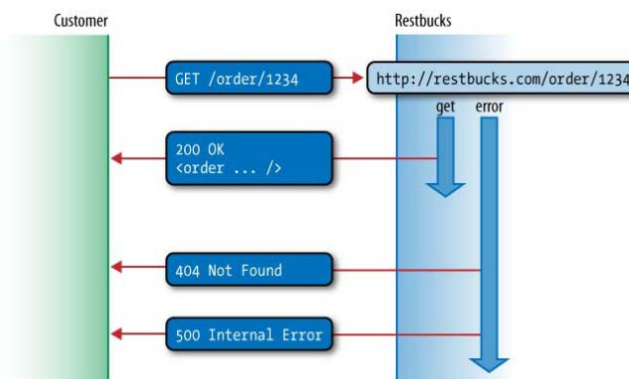 Customer
Restbucks
GET /order/1234
http://restbucks.com/order/1234
get
error
200 OK
<order ... />
404 Not Found
500 Internal Error